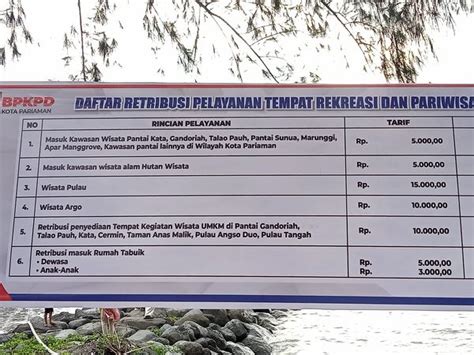 BPKPD
KOTA PARIAMAN
DAFTAR RETRIBUSI PELAYANAN TEMPAT REKREASI DAN PARIWIS
NO RINCIAN PELAYANAN TARIF
1. Masuk Kawasan Wisata Pantai Kata, Gandoriah, Talao Pauh, Pantai Sunua, Marunggi, Rp. 5.000,00
Apar Manggrove, Kawasan pantai lainnya di Wilayah Kota Pariaman
2. Masuk kawasan wisata alam Hutan Wisata Rp. 5.000,00
3. Wisata Pulau Rp. 15.000,00
4. Wisata Argo Rp. 10.000,00
5. Retribusi penyediaan Tempat Kegiatan Wisata UMKM di Pantai Gandoriah, Rp. 10.000,00
Talao Pauh, Kata, Cermin, Taman Anas Malik, Pulau Angso Duo, Pulau Tangah
6. Retribusi masuk Rumah Tabuik
• Dewasa Rp. 5.000,00
• Anak-Anak Rp. 3.000,00